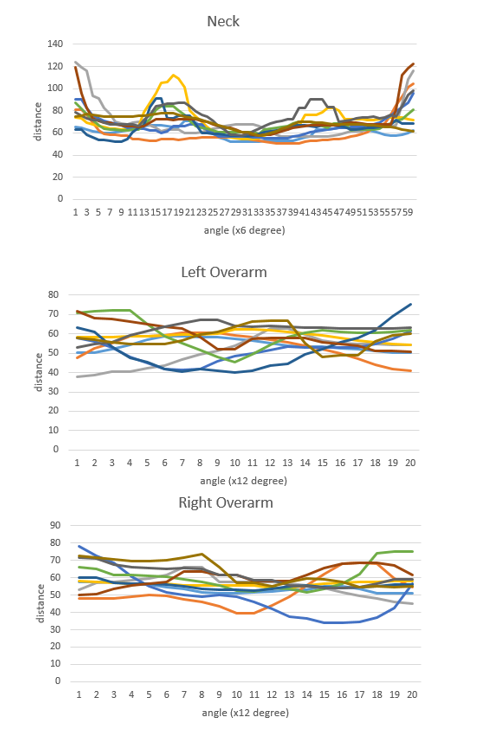 Neck
140
120
100
80
60
40
20
0
distance
1 3 5 7 9 11 13 15 17 19 21 23 25 27 29 31 33 35 37 39 41 43 45 47 49 51 53 55 57 59
angle (x6 degree)
Left Overarm
80
70
60
50
40
30
20
10
0
distance
1 2 3 4 5 6 7 8 9 10 11 12 13 14 15 16 17 18 19 20
angle (x12 degree)
Right Overarm
90
80
70
60
50
40
30
20
10
0
distance
1 2 3 4 5 6 7 8 9 10 11 12 13 14 15 16 17 18 19 20
angle (x12 degree)